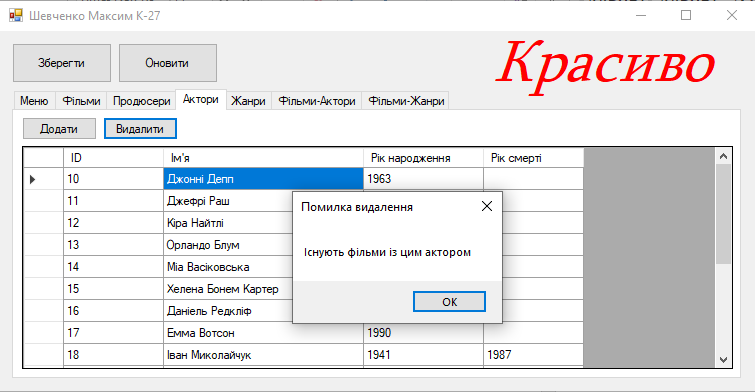 Шевченко Максим К-27
Зберегти Оновити Красиво
Меню Фільми Продюсери Актори Жанри Фільми-Актори Фільми-Жанри
Додати Видалити
ID Ім'я Рік народження Рік смерті
10 Джонні Депп 1963
11 Джефрі Раш
12 Кіра Найтлі
13 Орландо Блум
14 Міа Васіковська
15 Хелена Бонем Картер
16 Даніель Редкліф
17 Емма Вотсон 1990
18 Іван Миколайчук 1941 1987
Помилка видалення
Існують фільми із цим актором
OK